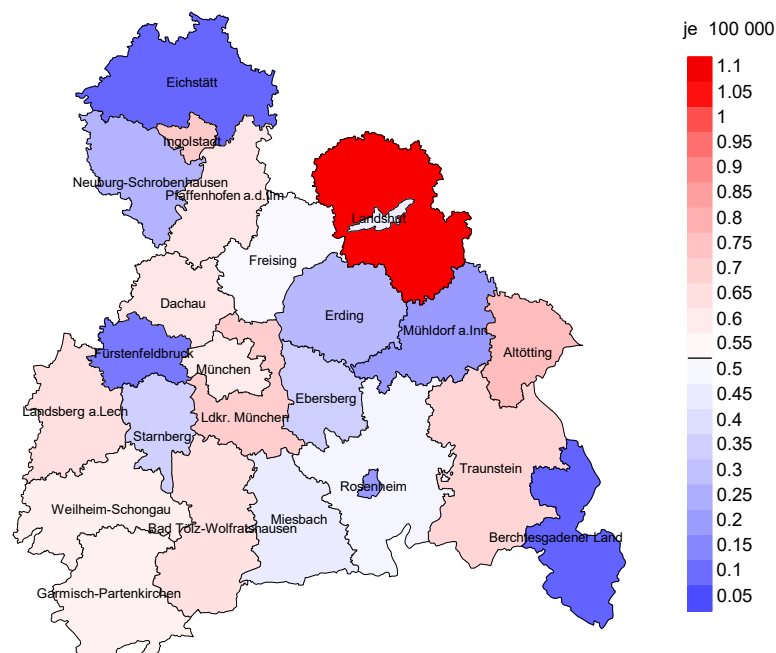 je 100 000
Eichstätt
Ingolstadt
Neuburg-Schrobenhausen
Pfaffenhofen a.d.Ilm
Landshut
Freising
Dachau
Erding
Mühldorf a.Inn
Fürstenfeldbruck
Altötting
München
Ebersberg
Landsberg a.Lech
Ldkr. München
Starnberg
Traunstein
Rosenheim
Weilheim-Schongau
Miesbach
Bad Tölz-Wolfratshausen
Berchtesgadener Land
Garmisch-Partenkirchen
1.1
1.05
1
0.95
0.9
0.85
0.8
0.75
0.7
0.65
0.6
0.55
0.5
0.45
0.4
0.35
0.3
0.25
0.2
0.15
0.1
0.05